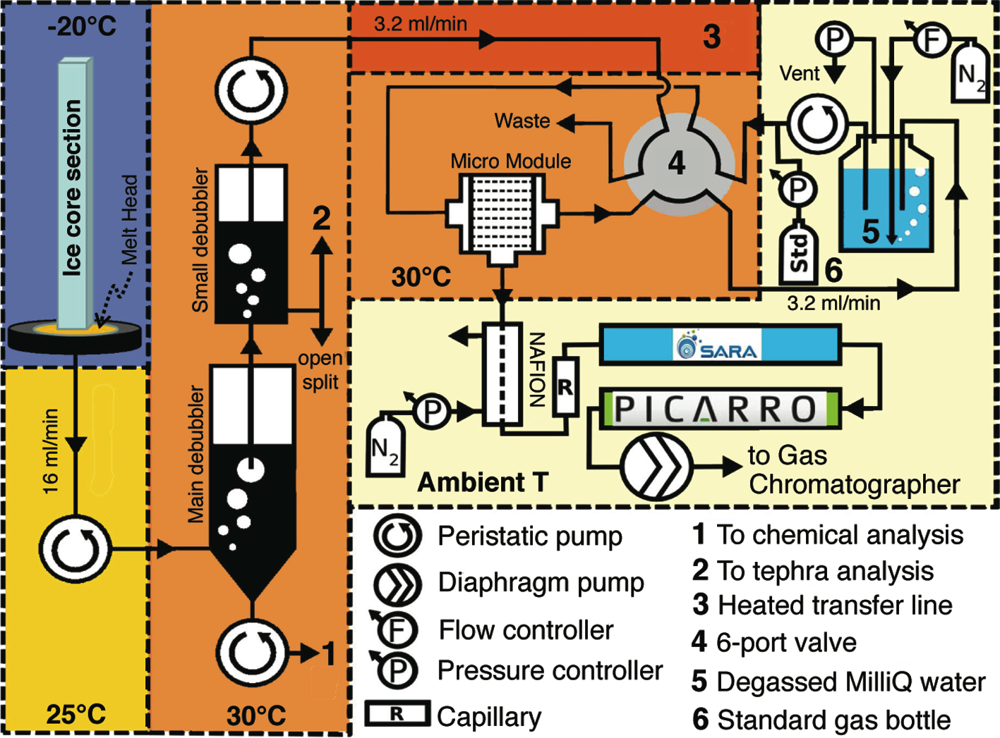 -20°C
Ice core section
Melt Head
16 ml/min
25°C
Small debubbler
2
open
split
Main debubbler
1
30°C
3.2 ml/min
3
Waste
4
Micro Module
30°C
P
F
N2
Vent
P
Std
5
6
3.2 ml/min
NAFION
R
SARA
PICARRO
P
N2
Ambient T
to Gas
Chromatographer
Peristatic pump
Diaphragm pump
F Flow controller
P Pressure controller
R Capillary
1 To chemical analysis
2 To tephra analysis
3 Heated transfer line
4 6-port valve
5 Degassed MilliQ water
6 Standard gas bottle